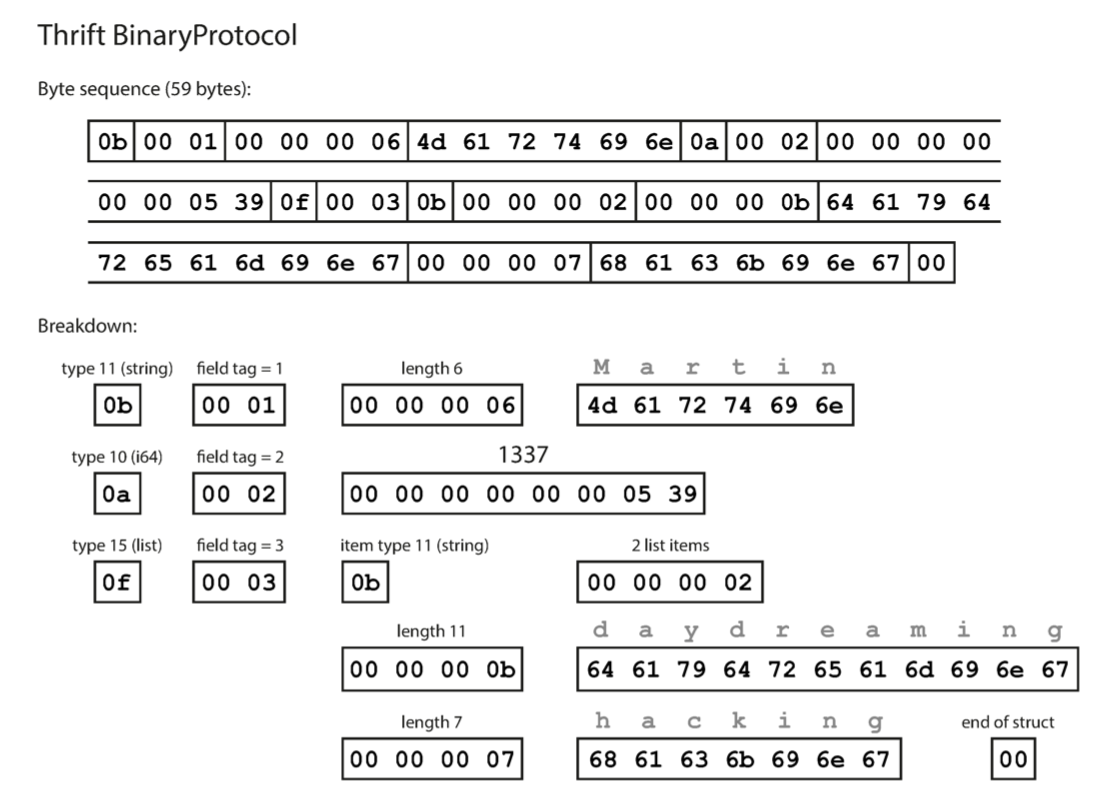 Thrift BinaryProtocol
Byte sequence (59 bytes):
0b 00 01 00 00 00 06 4d 61 72 74 69 6e 0a 00 02 00 00 00 00
00 00 05 39 0f 00 03 0b 00 00 00 02 00 00 00 0b 64 61 79 64
72 65 61 6d 69 6e 67 00 00 00 07 68 61 63 6b 69 6e 67 00
Breakdown:
type 11 (string) field tag = 1 length 6 M a r t i n
0b 00 01 00 00 00 06 4d 61 72 74 69 6e
type 10 (i64) field tag = 2 1337
0a 00 02 00 00 00 00 00 00 05 39
type 15 (list) field tag = 3 item type 11 (string) 2 list items
0f 00 03 0b 00 00 00 02
length 11 d a y d r e a m i n g
00 00 00 0b 64 61 79 64 72 65 61 6d 69 6e 67
length 7 h a c k i n g end of struct
00 00 00 07 68 61 63 6b 69 6e 67 00